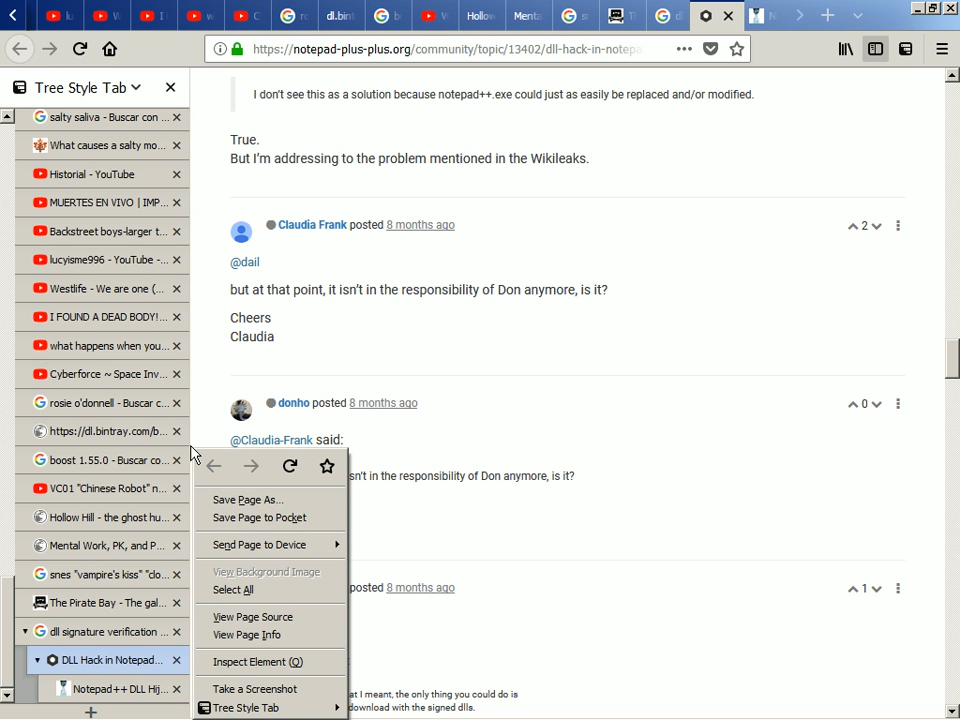 lu
W
I
w
C
re
dl.bint
b
W
Hollow
Menta
sr
Tl
dl
N
https://notepad-plus-plus.org/community/topic/13402/dll-hack-in-notepa
Tree Style Tab
salty saliva - Buscar con ...
What causes a salty mo...
Historial - YouTube
MUERTES EN VIVO | IMP...
Backstreet boys-larger t...
lucyisme996 - YouTube -...
Westlife - We are one (...
I FOUND A DEAD BODY!...
what happens when you...
Cyberforce ~ Space Inv...
rosie o'donnell - Buscar c...
https://dl.bintray.com/b...
boost 1.55.0 - Buscar co...
VC01 "Chinese Robot" n...
Hollow Hill - the ghost hu...
Mental Work, PK, and P...
snes "vampire's kiss" "clo...
The Pirate Bay - The gal...
dll signature verification ...
DLL Hack in Notepad...
Notepad++ DLL Hij...
I don't see this as a solution because notepad++.exe could just as easily be replaced and/or modified.
True.
But I'm addressing to the problem mentioned in the Wikileaks.
Claudia Frank posted 8 months ago
2
@dail
but at that point, it isn't in the responsibility of Don anymore, is it?
Cheers
Claudia
donho posted 8 months ago
0
@Claudia-Frank said:
sn't in the responsibility of Don anymore, is it?
posted 8 months ago
1
at I meant, the only thing you could do is
download with the signed dlls.
Save Page As...
Save Page to Pocket
Send Page to Device
View Background Image
Select All
View Page Source
View Page Info
Inspect Element (Q)
Take a Screenshot
Tree Style Tab